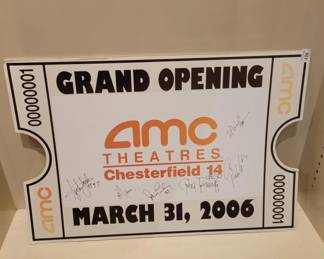 GRAND OPENING
00000001
amc
amc
THEATRES
Chesterfield 14
amc
00000001
MARCH 31, 2006